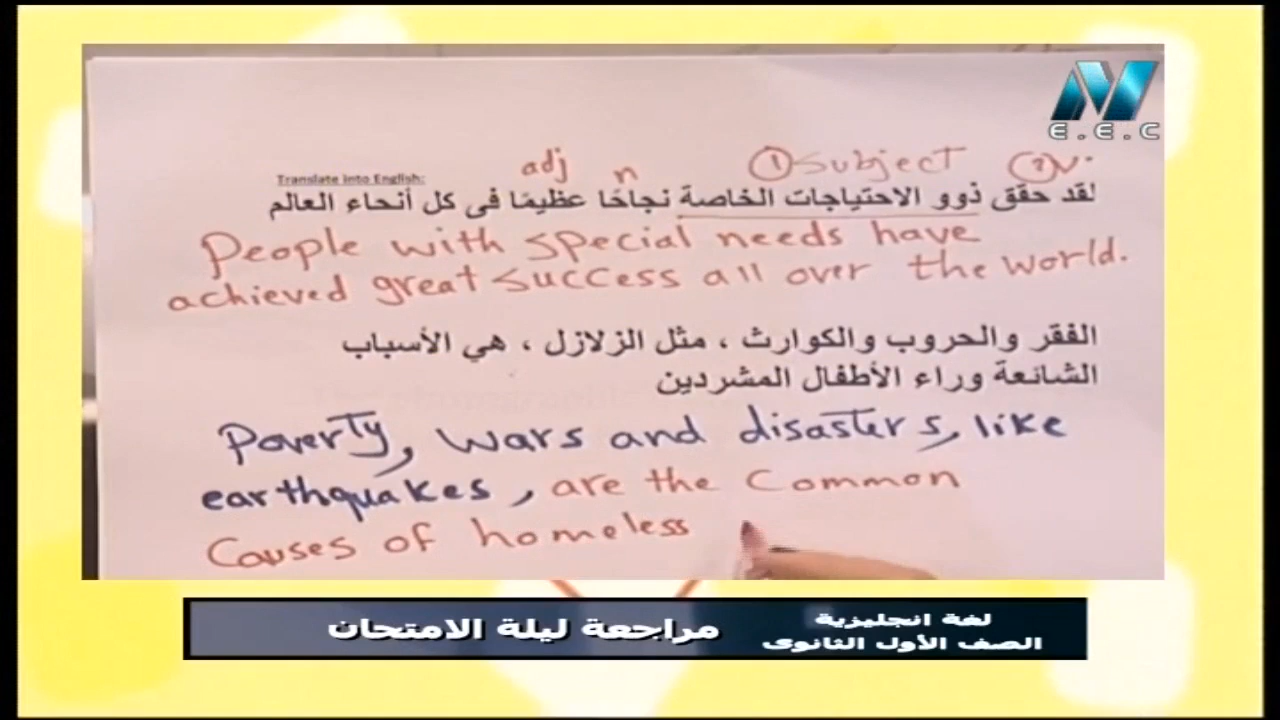 E.E.C
adj n ① Subject ② v.
Translate into English:
لقد حقق ذوو الاحتياجات الخاصة نجاحًا عظيمًا فى كل أنحاء العالم
People with special needs have
achieved great success all over the world.
الفقر والحروب والكوارث ، مثل الزلازل ، هي الأسباب
الشائعة وراء الأطفال المشردين
Poverty, wars and disasters, like
earthquakes, are the Common
Causes of homeless
لغة انجليزية
الصف الأول الثانوى
مراجعة ليلة الامتحان